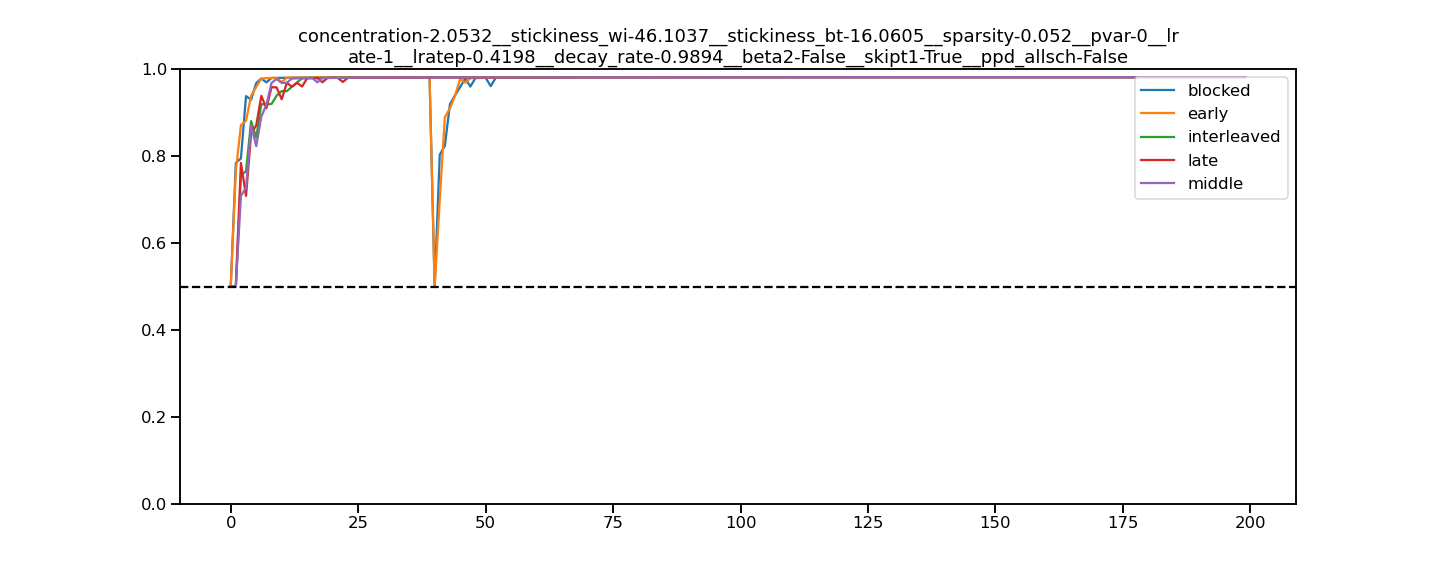 concentration-2.0532__stickiness_wi-46.1037__stickiness_bt-16.0605__sparsity-0.052__pvar-0__lr
ate-1__lratep-0.4198__decay_rate-0.9894__beta2-False__skipt1-True__ppd_allsch-False
1.0
0.8
0.6
0.4
0.2
0.0
blocked
early
interleaved
late
middle
0 25 50 75 100 125 150 175 200